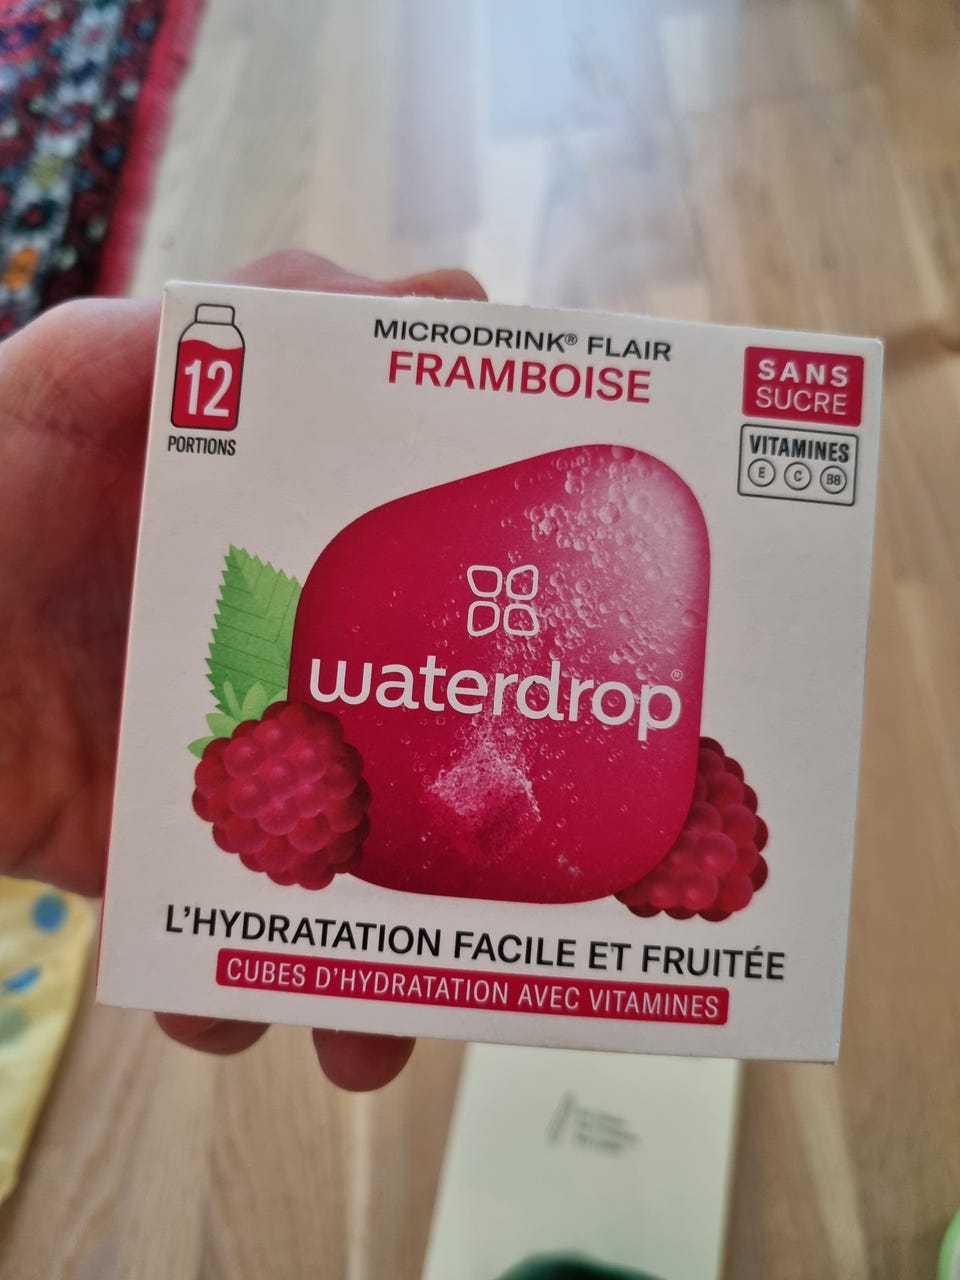 12
PORTIONS
MICRODRINK® FLAIR
FRAMBOISE
SANS
SUCRE
VITAMINES
E C B8
waterdrop®
L'HYDRATATION FACILE ET FRUITÉE
CUBES D'HYDRATATION AVEC VITAMINES